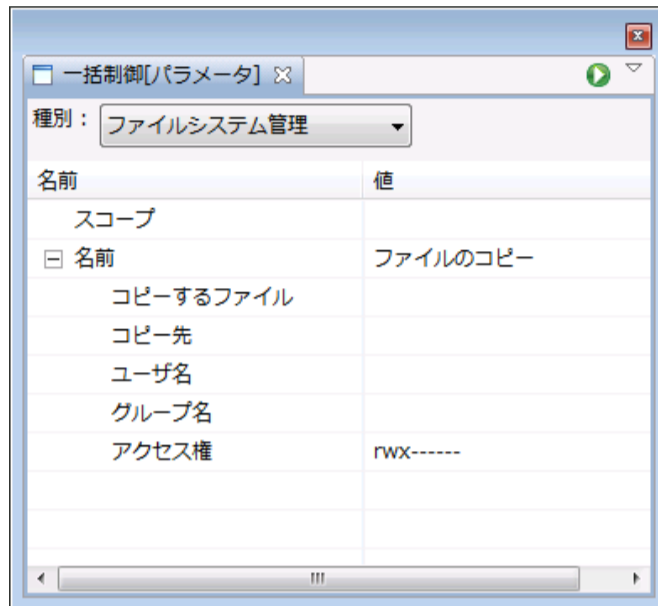 一括制御[パラメータ]
種別： ファイルシステム管理
名前 値
スコープ
名前 ファイルのコピー
コピーするファイル
コピー先
ユーザ名
グループ名
アクセス権 rwx------